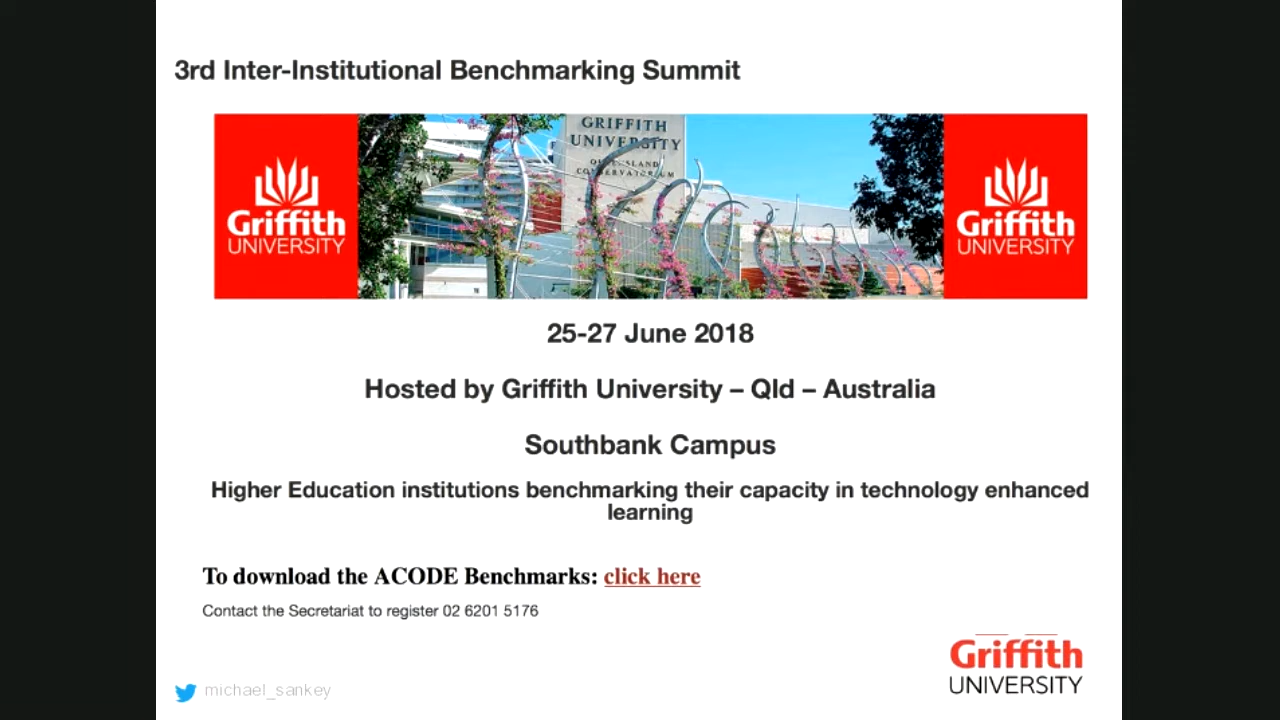 3rd Inter-Institutional Benchmarking Summit
GRIFFITH
UNIVERSITY
QUEENSLAND
CONSERVATORIUM
Griffith
UNIVERSITY
Griffith
UNIVERSITY
25-27 June 2018
Hosted by Griffith University – Qld – Australia
Southbank Campus
Higher Education institutions benchmarking their capacity in technology enhanced
learning
To download the ACODE Benchmarks: click here
Contact the Secretariat to register 02 6201 5176
Griffith
UNIVERSITY
michael_sankey